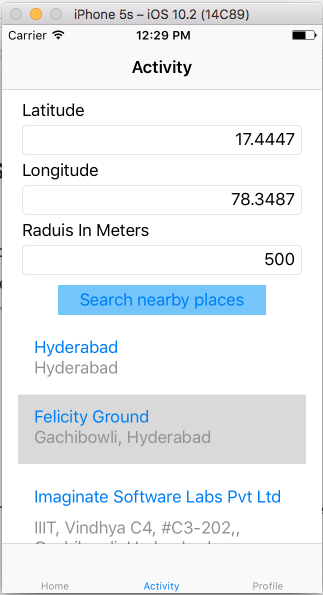 iPhone 5s – iOS 10.2 (14C89)
Carrier 12:29 PM
Activity
Latitude
17.4447
Longitude
78.3487
Raduis In Meters
500
Search nearby places
Hyderabad
Hyderabad
Felicity Ground
Gachibowli, Hyderabad
Imaginate Software Labs Pvt Ltd
IIIT, Vindhya C4, #C3-202,,
Home Activity Profile